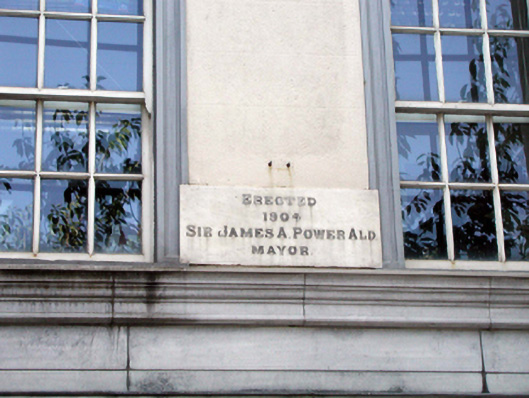 ERECTED
1904
SIR JAMES A. POWER ALD.
MAYOR.